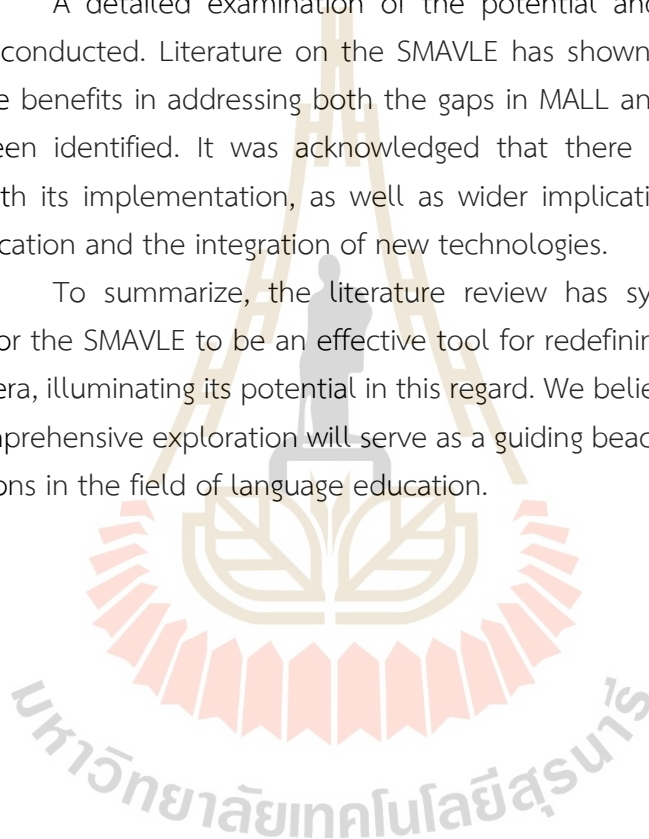 A detailed examination of the potential and
conducted. Literature on the SMAVLE has shown
benefits in addressing both the gaps in MALL an
een identified. It was acknowledged that there
th its implementation, as well as wider implicati
cation and the integration of new technologies.
To summarize, the literature review has sy
or the SMAVLE to be an effective tool for redefinin
era, illuminating its potential in this regard. We belie
mprehensive exploration will serve as a guiding beac
ons in the field of language education.
มหาวิทยาลัยเทคโนโลยีสุรนารี